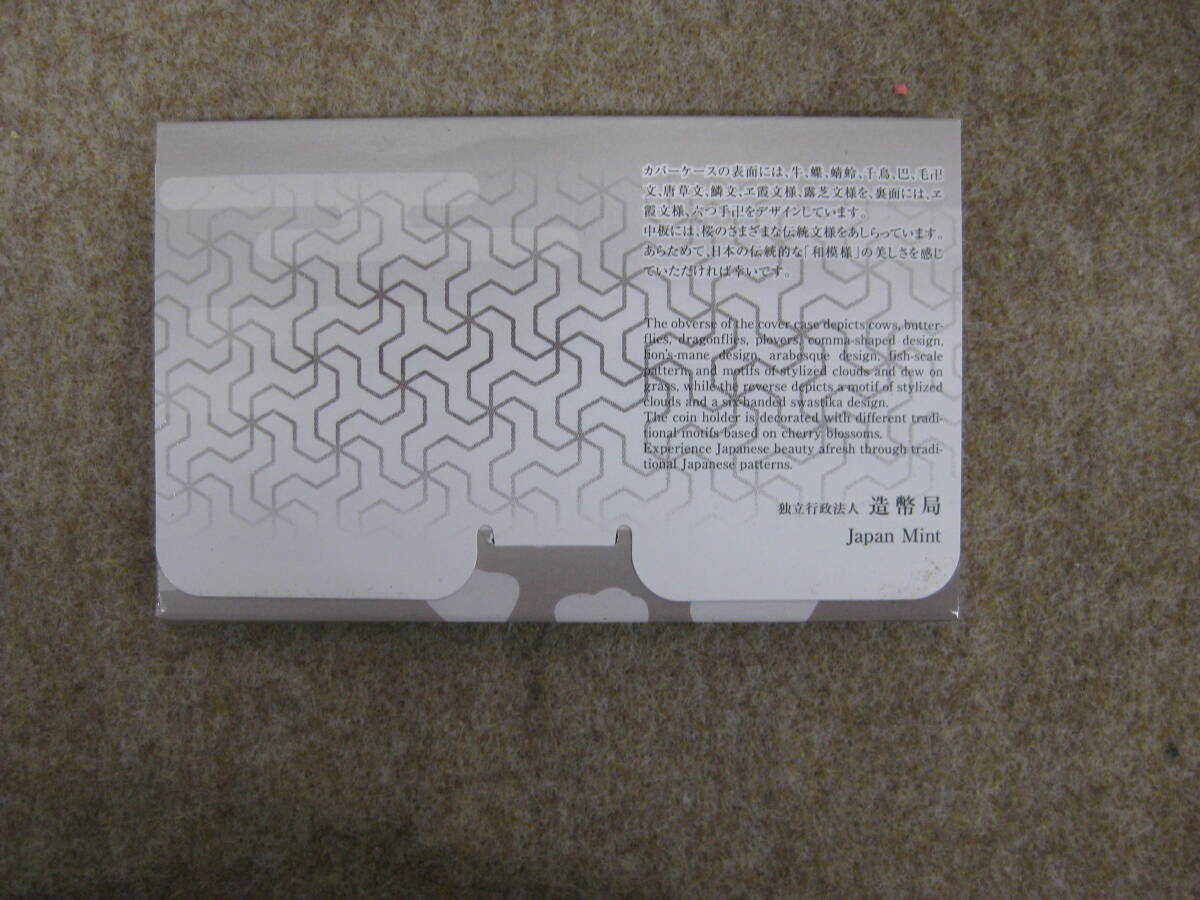 カバーケースの表面には、牛、蝶、蜻蛉、千鳥、巴、毛卍
文、唐草文、鱗文、ヱ霞文様、露芝文様を、裏面には、ヱ
霞文様、六つ手卍をデザインしています。
中板には、桜のさまざまな伝統文様をあしらっています。
あらためて、日本の伝統的な「和模様」の美しさを感じ
ていただければ幸いです。
The obverse of the cover case depicts cows, butter-
flies, dragonflies, plovers, comma-shaped design,
lion's-mane design, arabesque design, fish-scale
pattern, and motifs of stylized clouds and dew on
grass, while the reverse depicts a motif of stylized
clouds and a six-handed swastika design.
The coin holder is decorated with different tradi-
tional motifs based on cherry blossoms.
Experience Japanese beauty afresh through tradi-
tional Japanese patterns.
独立行政法人 造幣局
Japan Mint